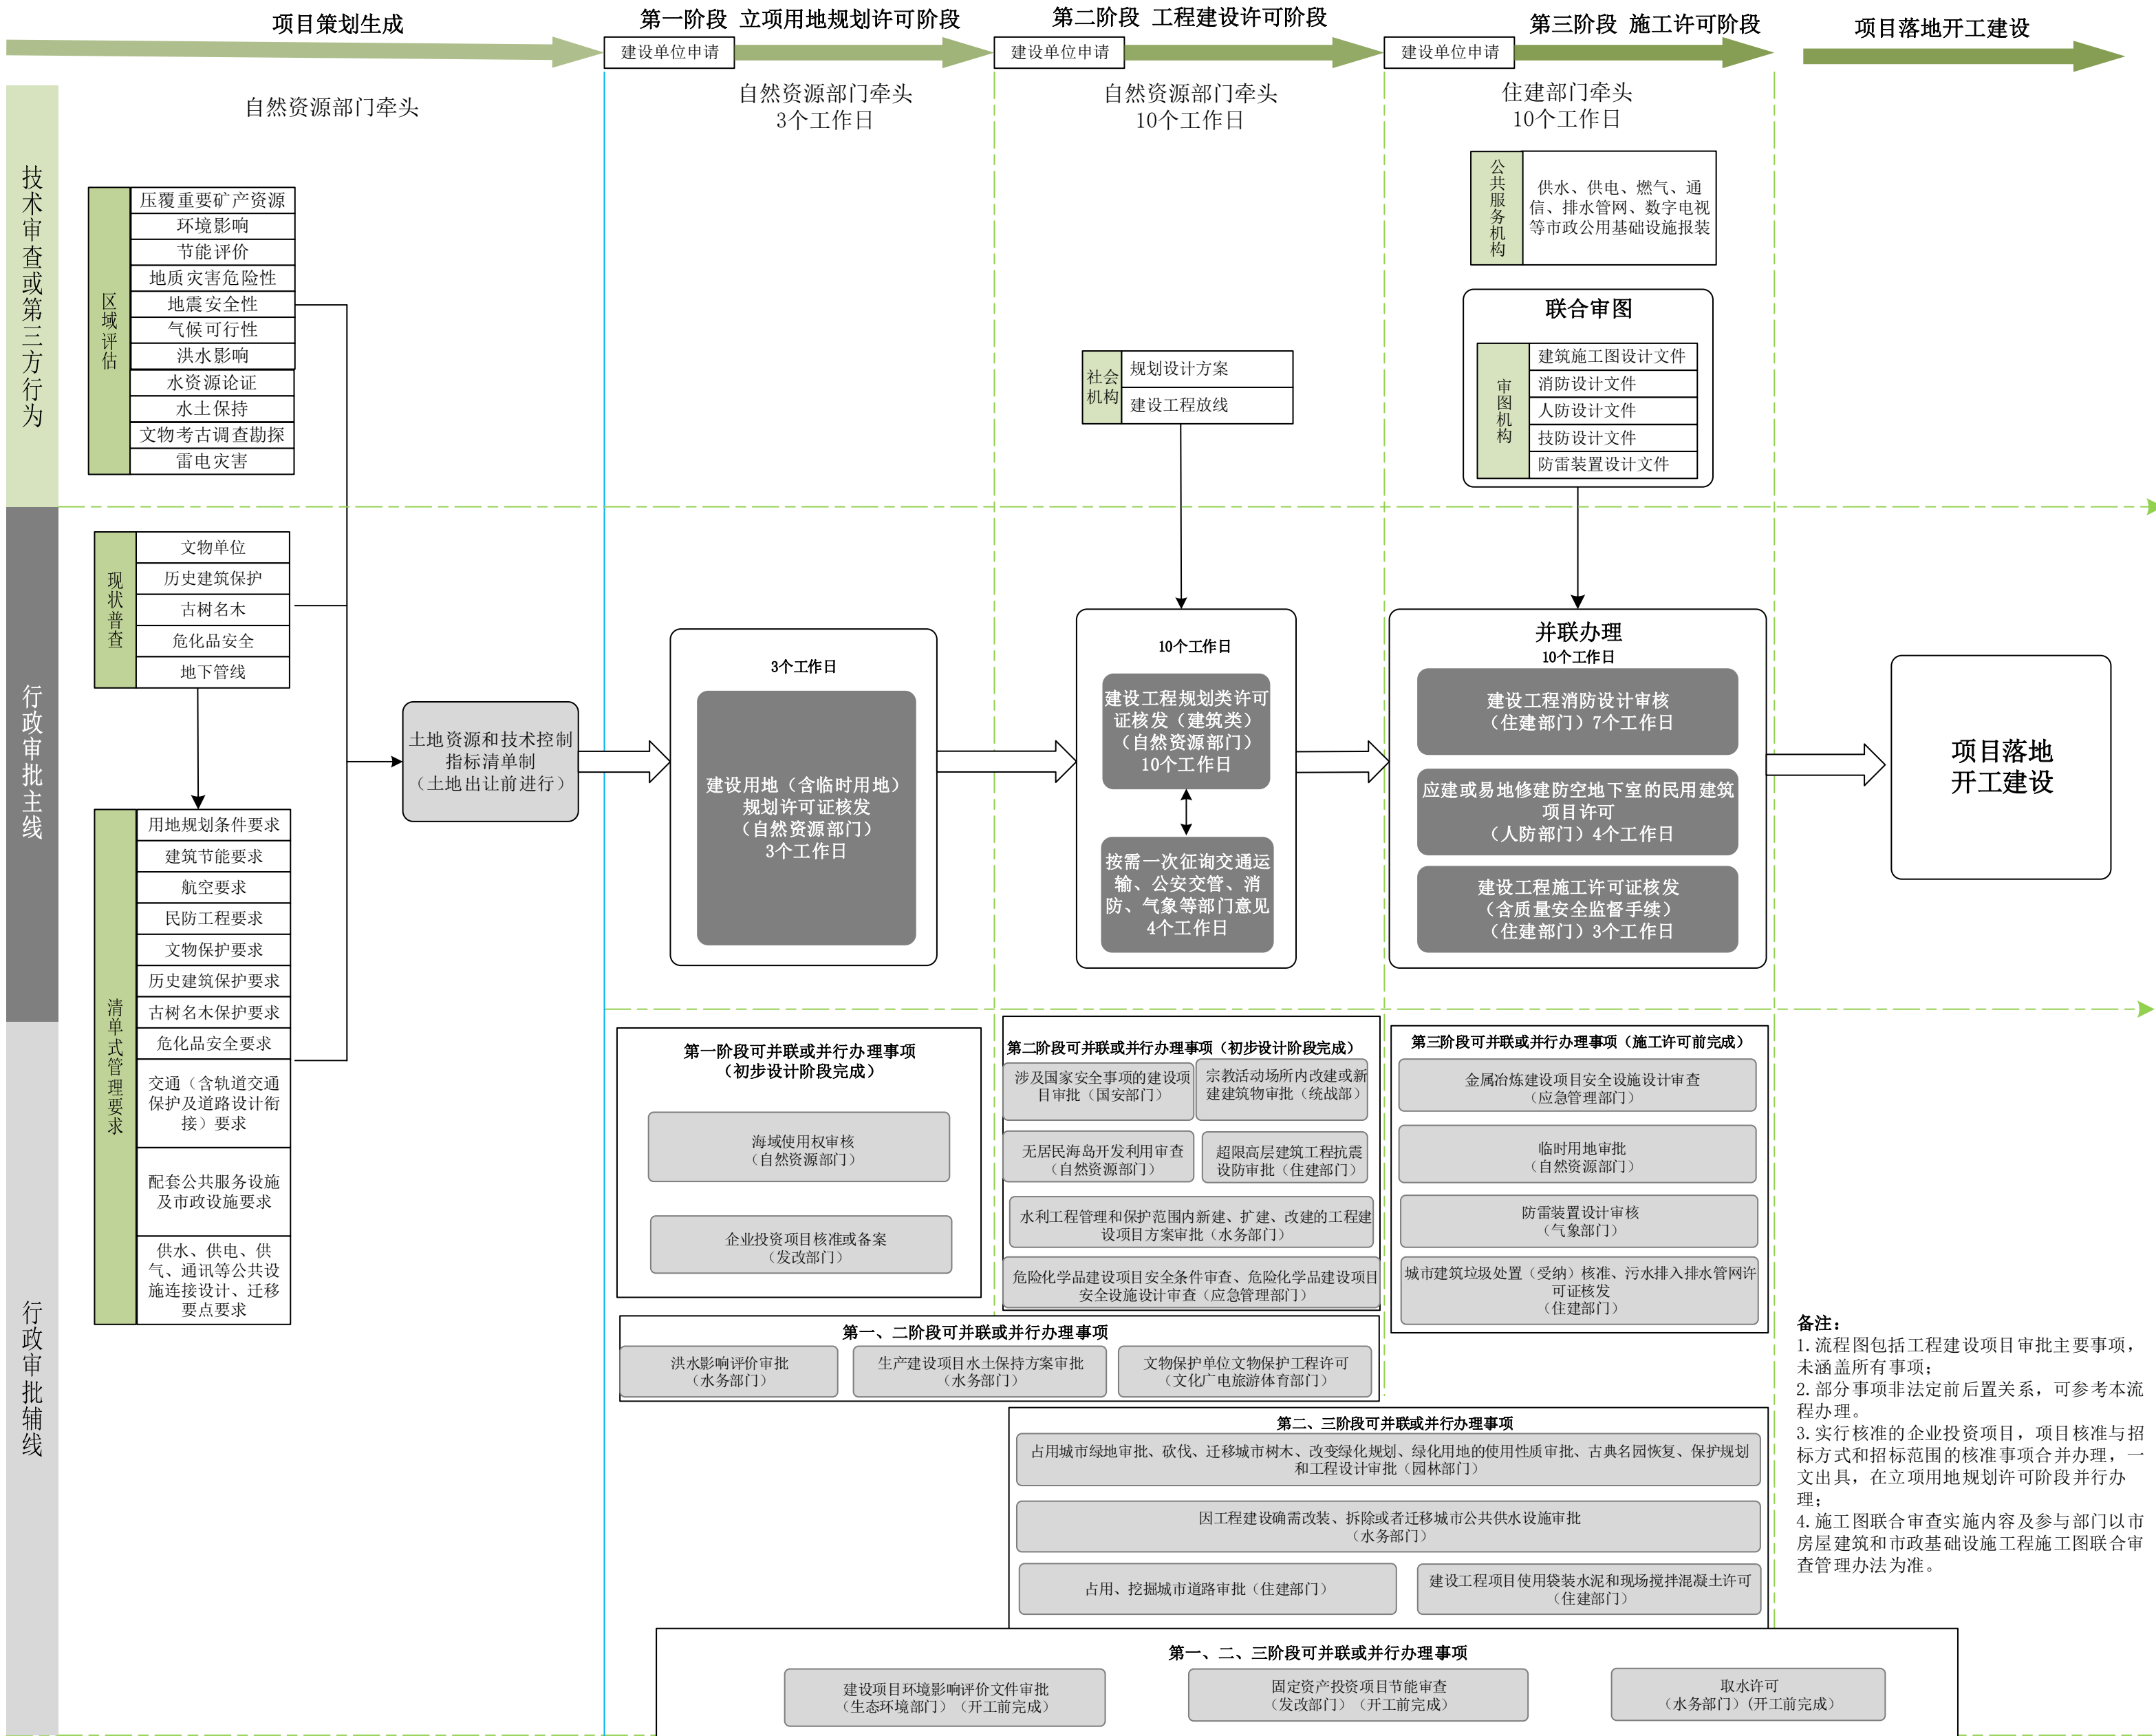 项目策划生成
第一阶段 立项用地规划许可阶段
第二阶段 工程建设许可阶段
第三阶段 施工许可阶段
项目落地开工建设
建设单位申请
建设单位申请
建设单位申请
自然资源部门牵头
自然资源部门牵头
3个工作日
自然资源部门牵头
10个工作日
住建部门牵头
10个工作日
技术审查或第三方行为
区域评估
压覆重要矿产资源
环境影响
节能评价
地质灾害危险性
地震安全性
气候可行性
洪水影响
水资源论证
水土保持
文物考古调查勘探
雷电灾害
社会
机构
规划设计方案
建设工程放线
公共服务机构
供水、供电、燃气、通
信、排水管网、数字电视
等市政公用基础设施报装
联合审图
审图机构
建筑施工图设计文件
消防设计文件
人防设计文件
技防设计文件
防雷装置设计文件
行政审批主线
现状普查
文物单位
历史建筑保护
古树名木
危化品安全
地下管线
清单式管理要求
用地规划条件要求
建筑节能要求
航空要求
民防工程要求
文物保护要求
历史建筑保护要求
古树名木保护要求
危化品安全要求
交通（含轨道交通
保护及道路设计衔
接）要求
配套公共服务设施
及市政设施要求
供水、供电、供
气、通讯等公共设
施连接设计、迁移
要点要求
土地资源和技术控制
指标清单制
（土地出让前进行）
3个工作日
建设用地（含临时用地）
规划许可证核发
（自然资源部门）
3个工作日
10个工作日
建设工程规划类许可
证核发（建筑类）
（自然资源部门）
10个工作日
按需一次征询交通运
输、公安交管、消
防、气象等部门意见
4个工作日
并联办理
10个工作日
建设工程消防设计审核
（住建部门）7个工作日
应建或易地修建防空地下室的民用建筑
项目许可
（人防部门）4个工作日
建设工程施工许可证核发
（含质量安全监督手续）
（住建部门）3个工作日
项目落地
开工建设
行政审批辅线
第一阶段可并联或并行办理事项
（初步设计阶段完成）
海域使用权审核
（自然资源部门）
企业投资项目核准或备案
（发改部门）
第二阶段可并联或并行办理事项（初步设计阶段完成）
涉及国家安全事项的建设项
目审批（国安部门）
宗教活动场所内改建或新
建建筑物审批（统战部）
无居民海岛开发利用审查
（自然资源部门）
超限高层建筑工程抗震
设防审批（住建部门）
水利工程管理和保护范围内新建、扩建、改建的工程建
设项目方案审批（水务部门）
危险化学品建设项目安全条件审查、危险化学品建设项目
安全设施设计审查（应急管理部门）
第三阶段可并联或并行办理事项（施工许可前完成）
金属冶炼建设项目安全设施设计审查
（应急管理部门）
临时用地审批
（自然资源部门）
防雷装置设计审核
（气象部门）
城市建筑垃圾处置（受纳）核准、污水排入排水管网许
可证核发
（住建部门）
第一、二阶段可并联或并行办理事项
洪水影响评价审批
（水务部门）
生产建设项目水土保持方案审批
（水务部门）
文物保护单位文物保护工程许可
（文化广电旅游体育部门）
第二、三阶段可并联或并行办理事项
占用城市绿地审批、砍伐、迁移城市树木、改变绿化规划、绿化用地的使用性质审批、古典名园恢复、保护规划
和工程设计审批（园林部门）
因工程建设确需改装、拆除或者迁移城市公共供水设施审批
（水务部门）
占用、挖掘城市道路审批（住建部门）
建设工程项目使用袋装水泥和现场搅拌混凝土许可
（住建部门）
第一、二、三阶段可并联或并行办理事项
建设项目环境影响评价文件审批
（生态环境部门）（开工前完成）
固定资产投资项目节能审查
（发改部门）（开工前完成）
取水许可
（水务部门）（开工前完成）
备注：
1.流程图包括工程建设项目审批主要事项，
未涵盖所有事项；
2.部分事项非法定前后置关系，可参考本流
程办理。
3.实行核准的企业投资项目，项目核准与招
标方式和招标范围的核准事项合并办理，一
文出具，在立项用地规划许可阶段并行办
理；
4.施工图联合审查实施内容及参与部门以市
房屋建筑和市政基础设施工程施工图联合审
查管理办法为准。